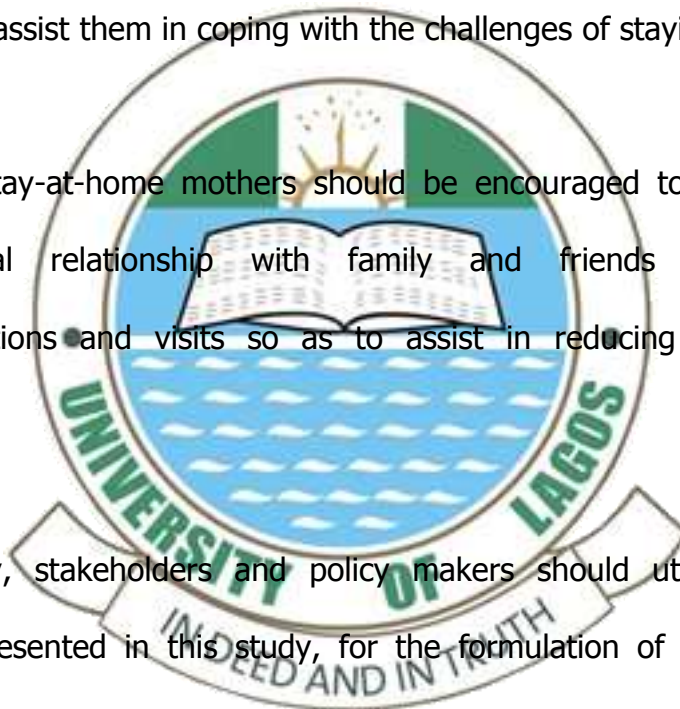 assist them in coping with the challenges of stayi
tay-at-home mothers should be encouraged to
al relationship with family and friends
tions and visits so as to assist in reducing
, stakeholders and policy makers should ut
esented in this study, for the formulation of
UNIVERSITY OF LAGOS
IN DEED AND IN TRUTH